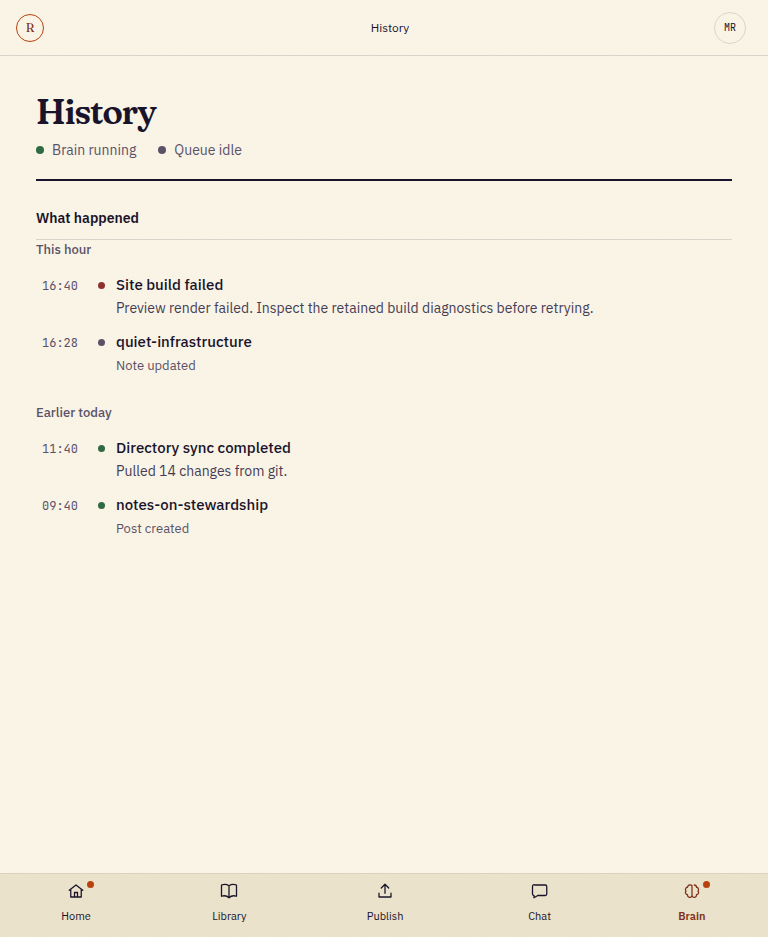 R
History
MR
History
Brain running
Queue idle
What happened
This hour
16:40 Site build failed
Preview render failed. Inspect the retained build diagnostics before retrying.
16:28 quiet-infrastructure
Note updated
Earlier today
11:40 Directory sync completed
Pulled 14 changes from git.
09:40 notes-on-stewardship
Post created
Home
Library
Publish
Chat
Brain